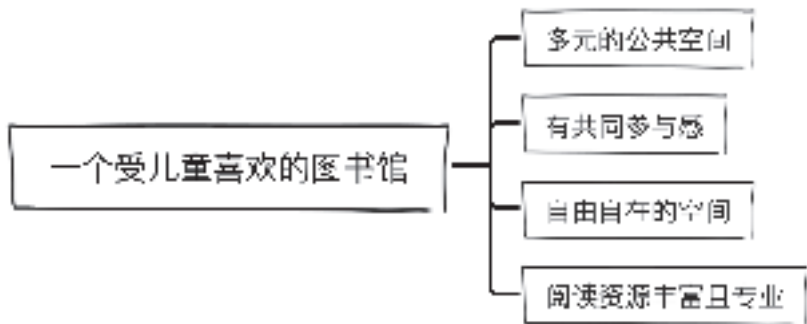 一个受儿童喜欢的图书馆
多元的公共空间
有共同参与感
自由自在的空间
阅读资源丰富且专业